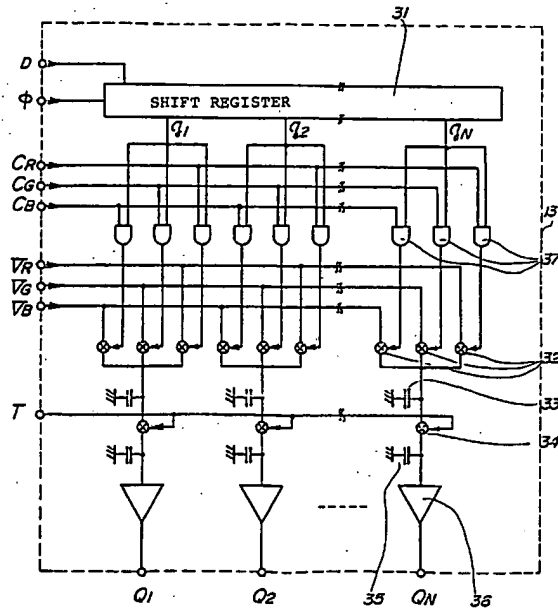 31
D
Φ
SHIFT REGISTER
q1 q2 qN
CR
CG
CB
13
37
VR
VG
VB
32
33
T
34
35 36
Q1 Q2 QN